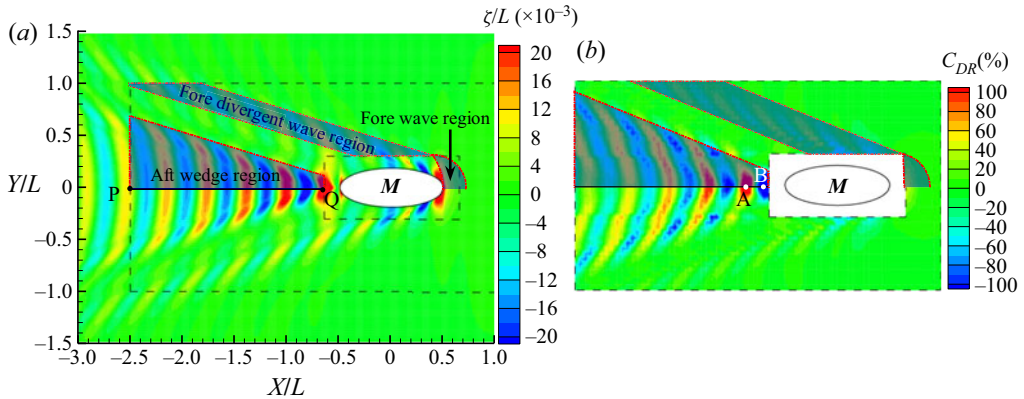 (a)
ζ/L (×10–3)
1.5
1.0
0.5
0
–0.5
–1.0
–1.5
Y/L
Fore divergent wave region
Fore wave region
Aft wedge region
P
Q
M
–3.0 –2.5 –2.0 –1.5 –1.0 –0.5 0 0.5 1.0
X/L
20
16
12
8
4
0
–4
–8
–12
–16
–20
(b)
CDR(%)
A
B
M
100
80
60
40
20
0
–20
–40
–60
–80
–100